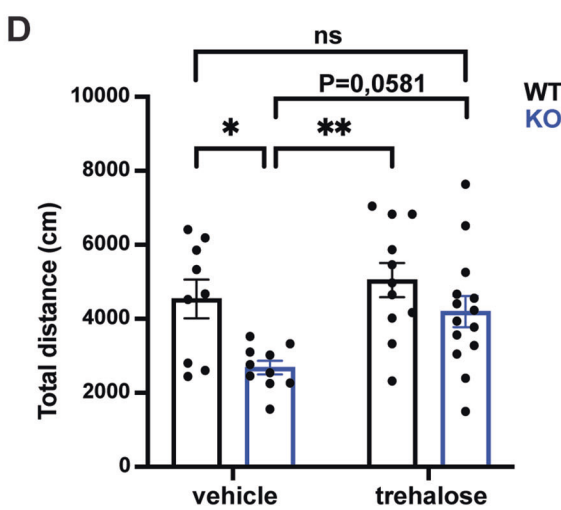 D
ns
P=0,0581
WT
KO
* **
10000
8000
6000
4000
2000
0
Total distance (cm)
vehicle trehalose